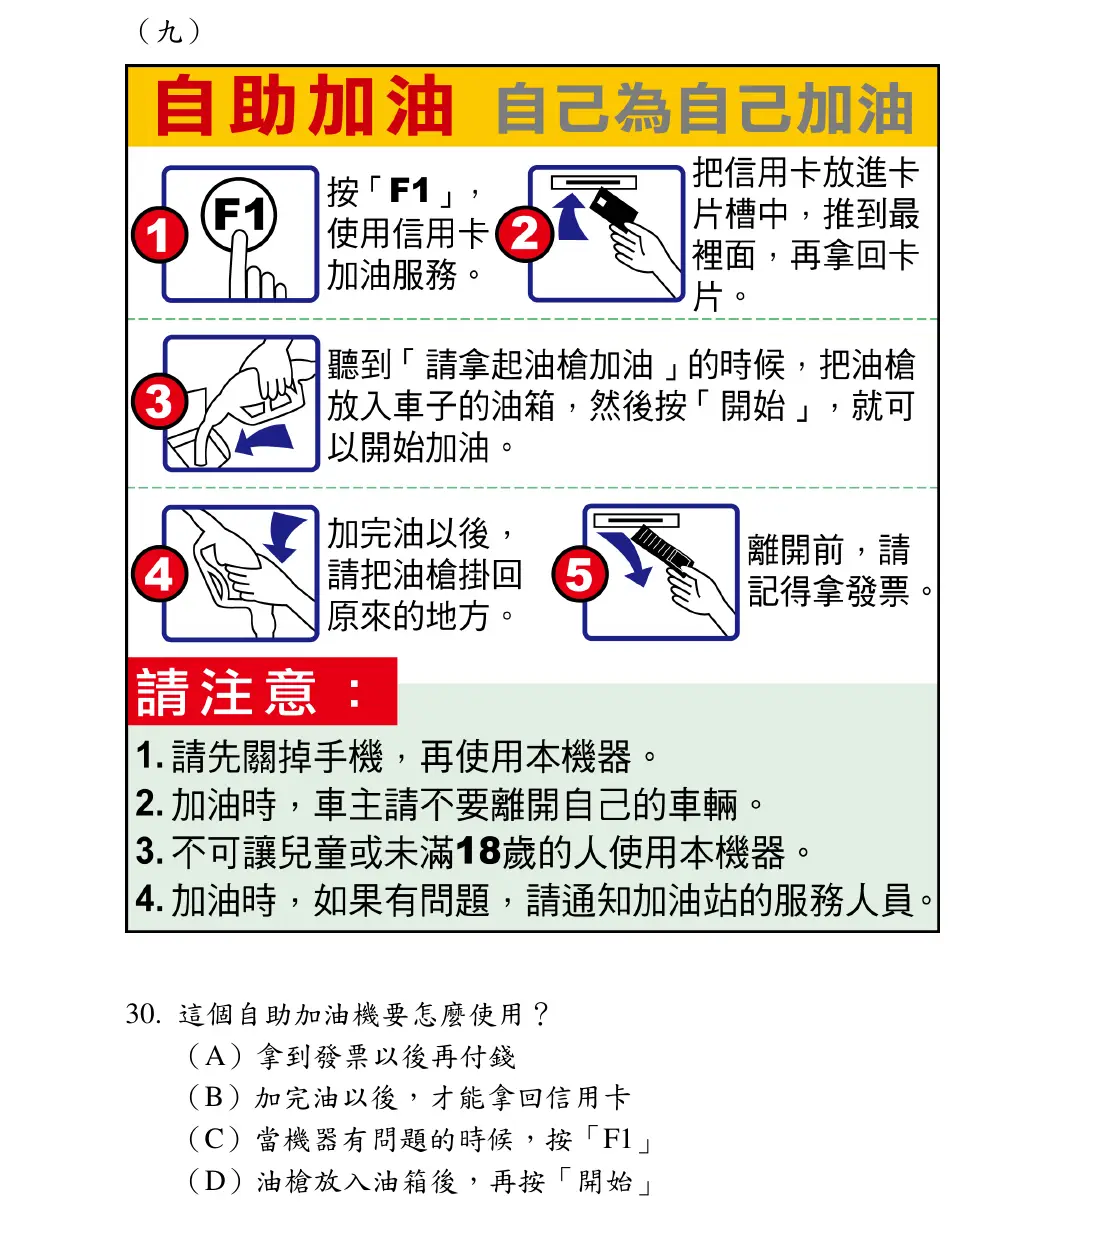 （九）
自助加油 自己為自己加油
1
F1
按「F1」，
使用信用卡
加油服務。
2
把信用卡放進卡
片槽中，推到最
裡面，再拿回卡
片。
3
聽到「請拿起油槍加油」的時候，把油槍
放入車子的油箱，然後按「開始」，就可
以開始加油。
4
加完油以後，
請把油槍掛回
原來的地方。
5
離開前，請
記得拿發票。
請注意：
1.請先關掉手機，再使用本機器。
2.加油時，車主請不要離開自己的車輛。
3.不可讓兒童或未滿18歲的人使用本機器。
4.加油時，如果有問題，請通知加油站的服務人員。
30. 這個自助加油機要怎麼使用？
（A）拿到發票以後再付錢
（B）加完油以後，才能拿回信用卡
（C）當機器有問題的時候，按「F1」
（D）油槍放入油箱後，再按「開始」